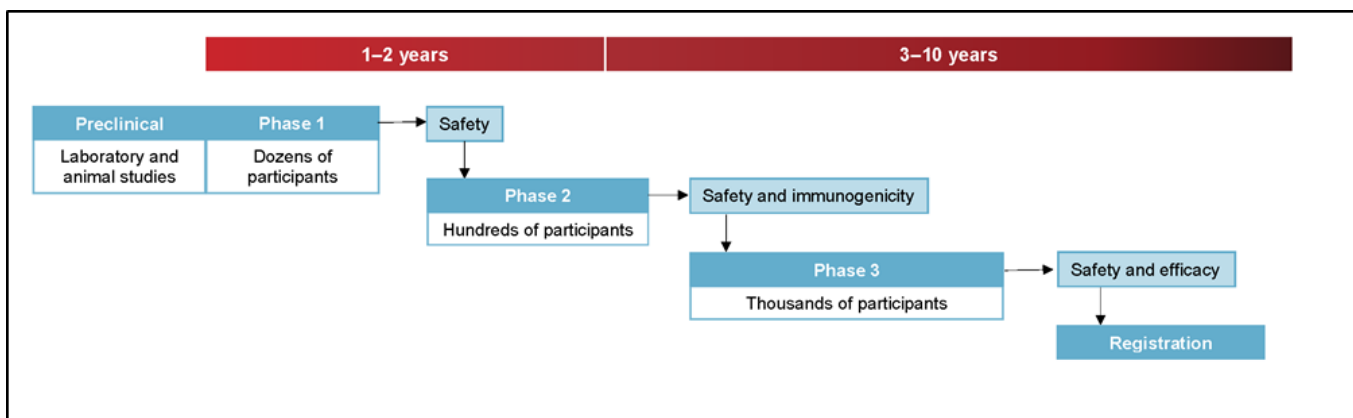 1–2 years
3–10 years
Preclinical
Laboratory and
animal studies
Phase 1
Dozens of
participants
Safety
Phase 2
Hundreds of participants
Safety and immunogenicity
Phase 3
Thousands of participants
Safety and efficacy
Registration